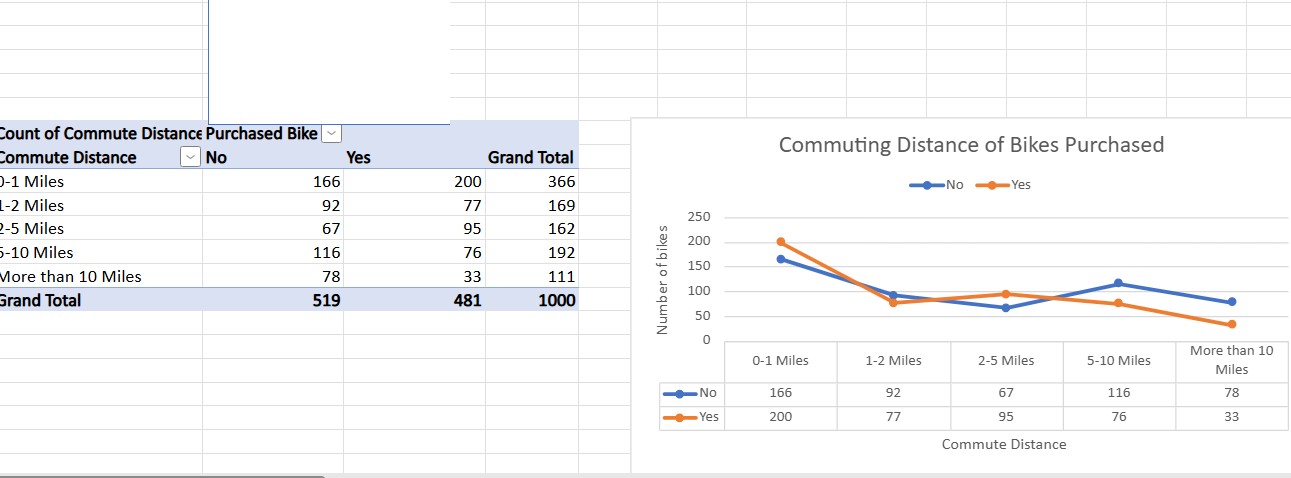 Count of Commute Distance Purchased Bike
Commute Distance No Yes Grand Total
0-1 Miles 166 200 366
1-2 Miles 92 77 169
2-5 Miles 67 95 162
5-10 Miles 116 76 192
More than 10 Miles 78 33 111
Grand Total 519 481 1000
Commuting Distance of Bikes Purchased
No Yes
Number of bikes
250
200
150
100
50
0
0-1 Miles 1-2 Miles 2-5 Miles 5-10 Miles More than 10
Miles
No 166 92 67 116 78
Yes 200 77 95 76 33
Commute Distance